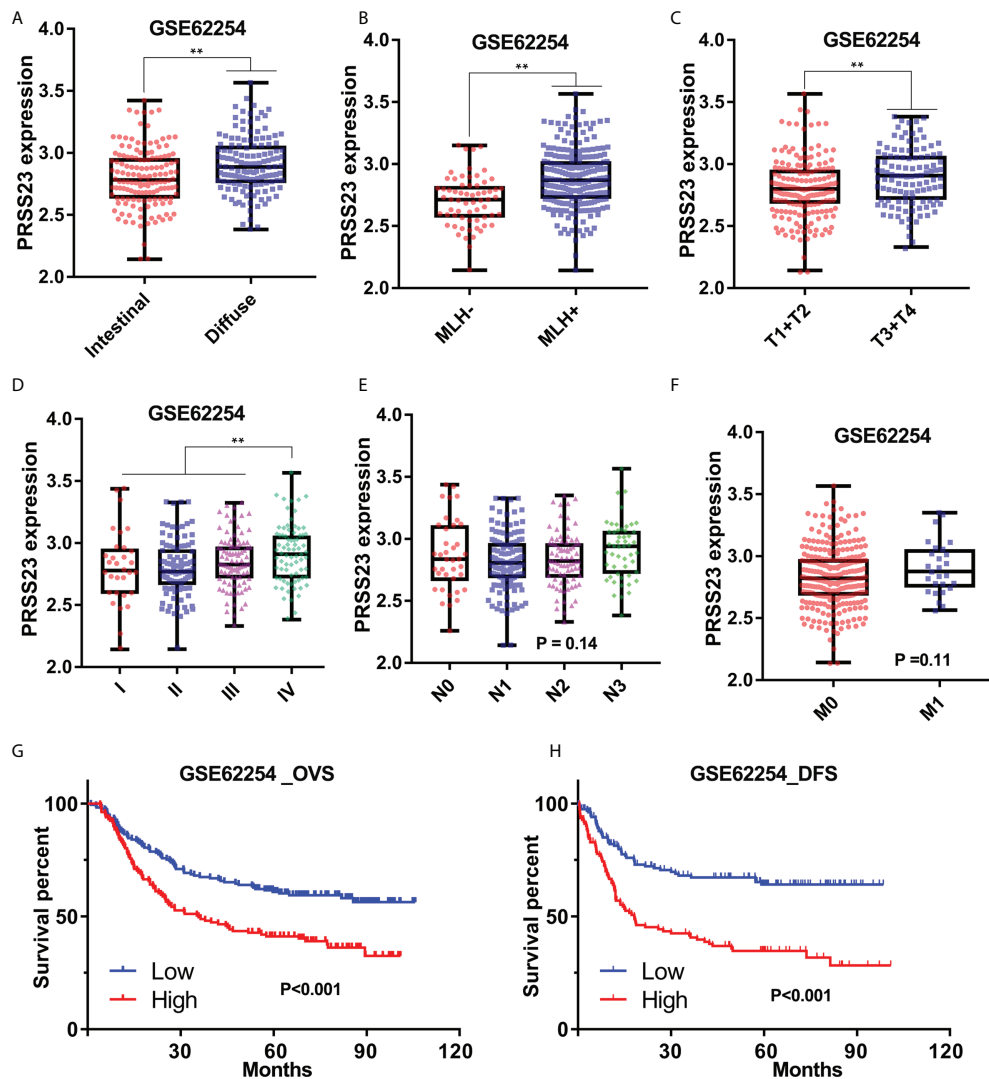 A
GSE62254
**
PRSS23 expression
4.0
3.5
3.0
2.5
2.0
Intestinal
Diffuse
B
GSE62254
**
PRSS23 expression
4.0
3.5
3.0
2.5
2.0
MLH-
MLH+
C
GSE62254
**
PRSS23 expression
4.0
3.5
3.0
2.5
2.0
T1+T2
T3+T4
D
GSE62254
**
PRSS23 expression
4.0
3.5
3.0
2.5
2.0
I
II
III
IV
E
PRSS23 expression
4.0
3.5
3.0
2.5
2.0
P = 0.14
N0
N1
N2
N3
F
GSE62254
PRSS23 expression
4.0
3.5
3.0
2.5
2.0
P =0.11
M0
M1
G
GSE62254 _OVS
Survival percent
100
50
0
Low
High
P<0.001
30
60
90
120
Months
H
GSE62254_DFS
Survival percent
100
50
0
Low
High
P<0.001
30
60
90
120
Months